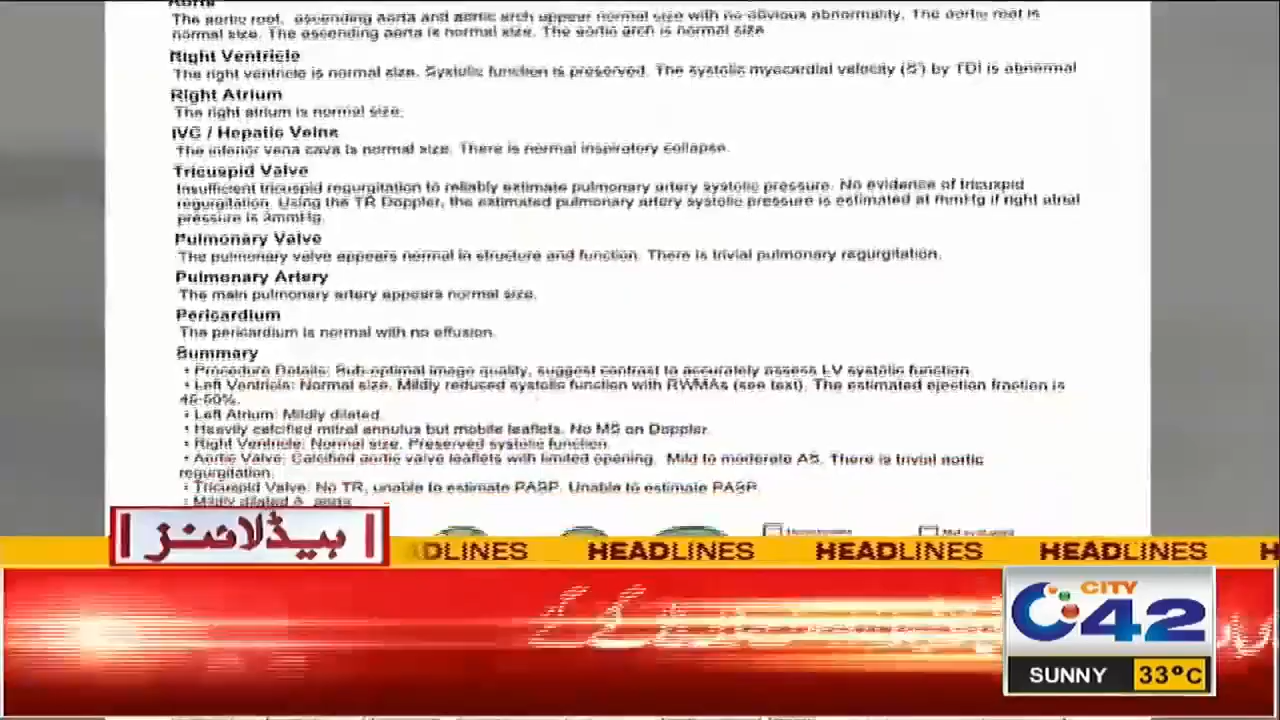 Aorta
The aortic root, ascending aorta and aortic arch appear normal size with no obvious abnormality. The aortic root is
normal size. The ascending aorta is normal size. The aortic arch is normal size
Right Ventricle
The right ventricle is normal size. Systolic function is preserved. The systolic myocardial velocity (S') by TDI is abnormal
Right Atrium
The right atrium is normal size.
IVC / Hepatic Veins
The inferior vena cava is normal size. There is normal inspiratory collapse.
Tricuspid Valve
Insufficient tricuspid regurgitation to reliably estimate pulmonary artery systolic pressure. No evidence of tricuspid
regurgitation. Using the TR Doppler, the estimated pulmonary artery systolic pressure is estimated at mmHg if right atrial
pressure is 3mmHg.
Pulmonary Valve
The pulmonary valve appears normal in structure and function. There is trivial pulmonary regurgitation.
Pulmonary Artery
The main pulmonary artery appears normal size.
Pericardium
The pericardium is normal with no effusion.
Summary
• Procedure Details: Sub-optimal image quality, suggest contrast to accurately assess LV systolic function.
• Left Ventricle: Normal size. Mildly reduced systolic function with RWMAs (see text). The estimated ejection fraction is
45-50%.
• Left Atrium: Mildly dilated.
• Heavily calcified mitral annulus but mobile leaflets. No MS on Doppler.
• Right Ventricle: Normal size. Preserved systolic function.
• Aortic Valve: Calcified aortic valve leaflets with limited opening. Mild to moderate AS. There is trivial aortic
regurgitation.
• Tricuspid Valve: No TR, unable to estimate PASP. Unable to estimate PASP.
• Mildly dilated
ہیڈلائنز
ADLINES HEADLINES HEADLINES HEADLINES H
CITY
42
SUNNY 33°C